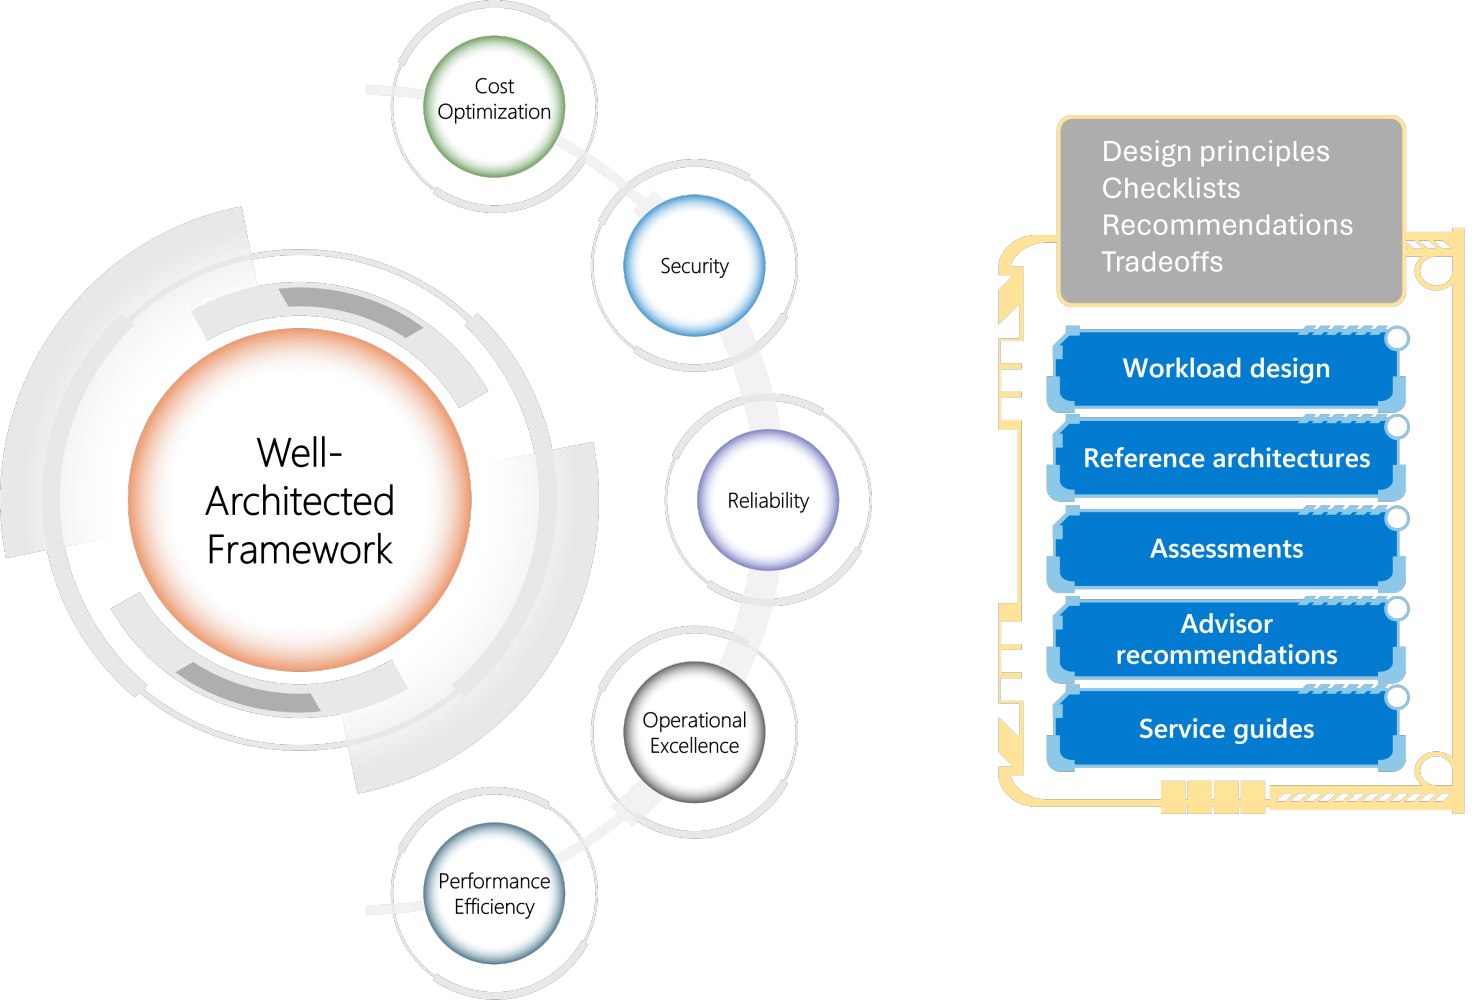 Cost
Optimization
Security
Well-
Architected
Framework
Reliability
Operational
Excellence
Performance
Efficiency
Design principles
Checklists
Recommendations
Tradeoffs
Workload design
Reference architectures
Assessments
Advisor
recommendations
Service guides